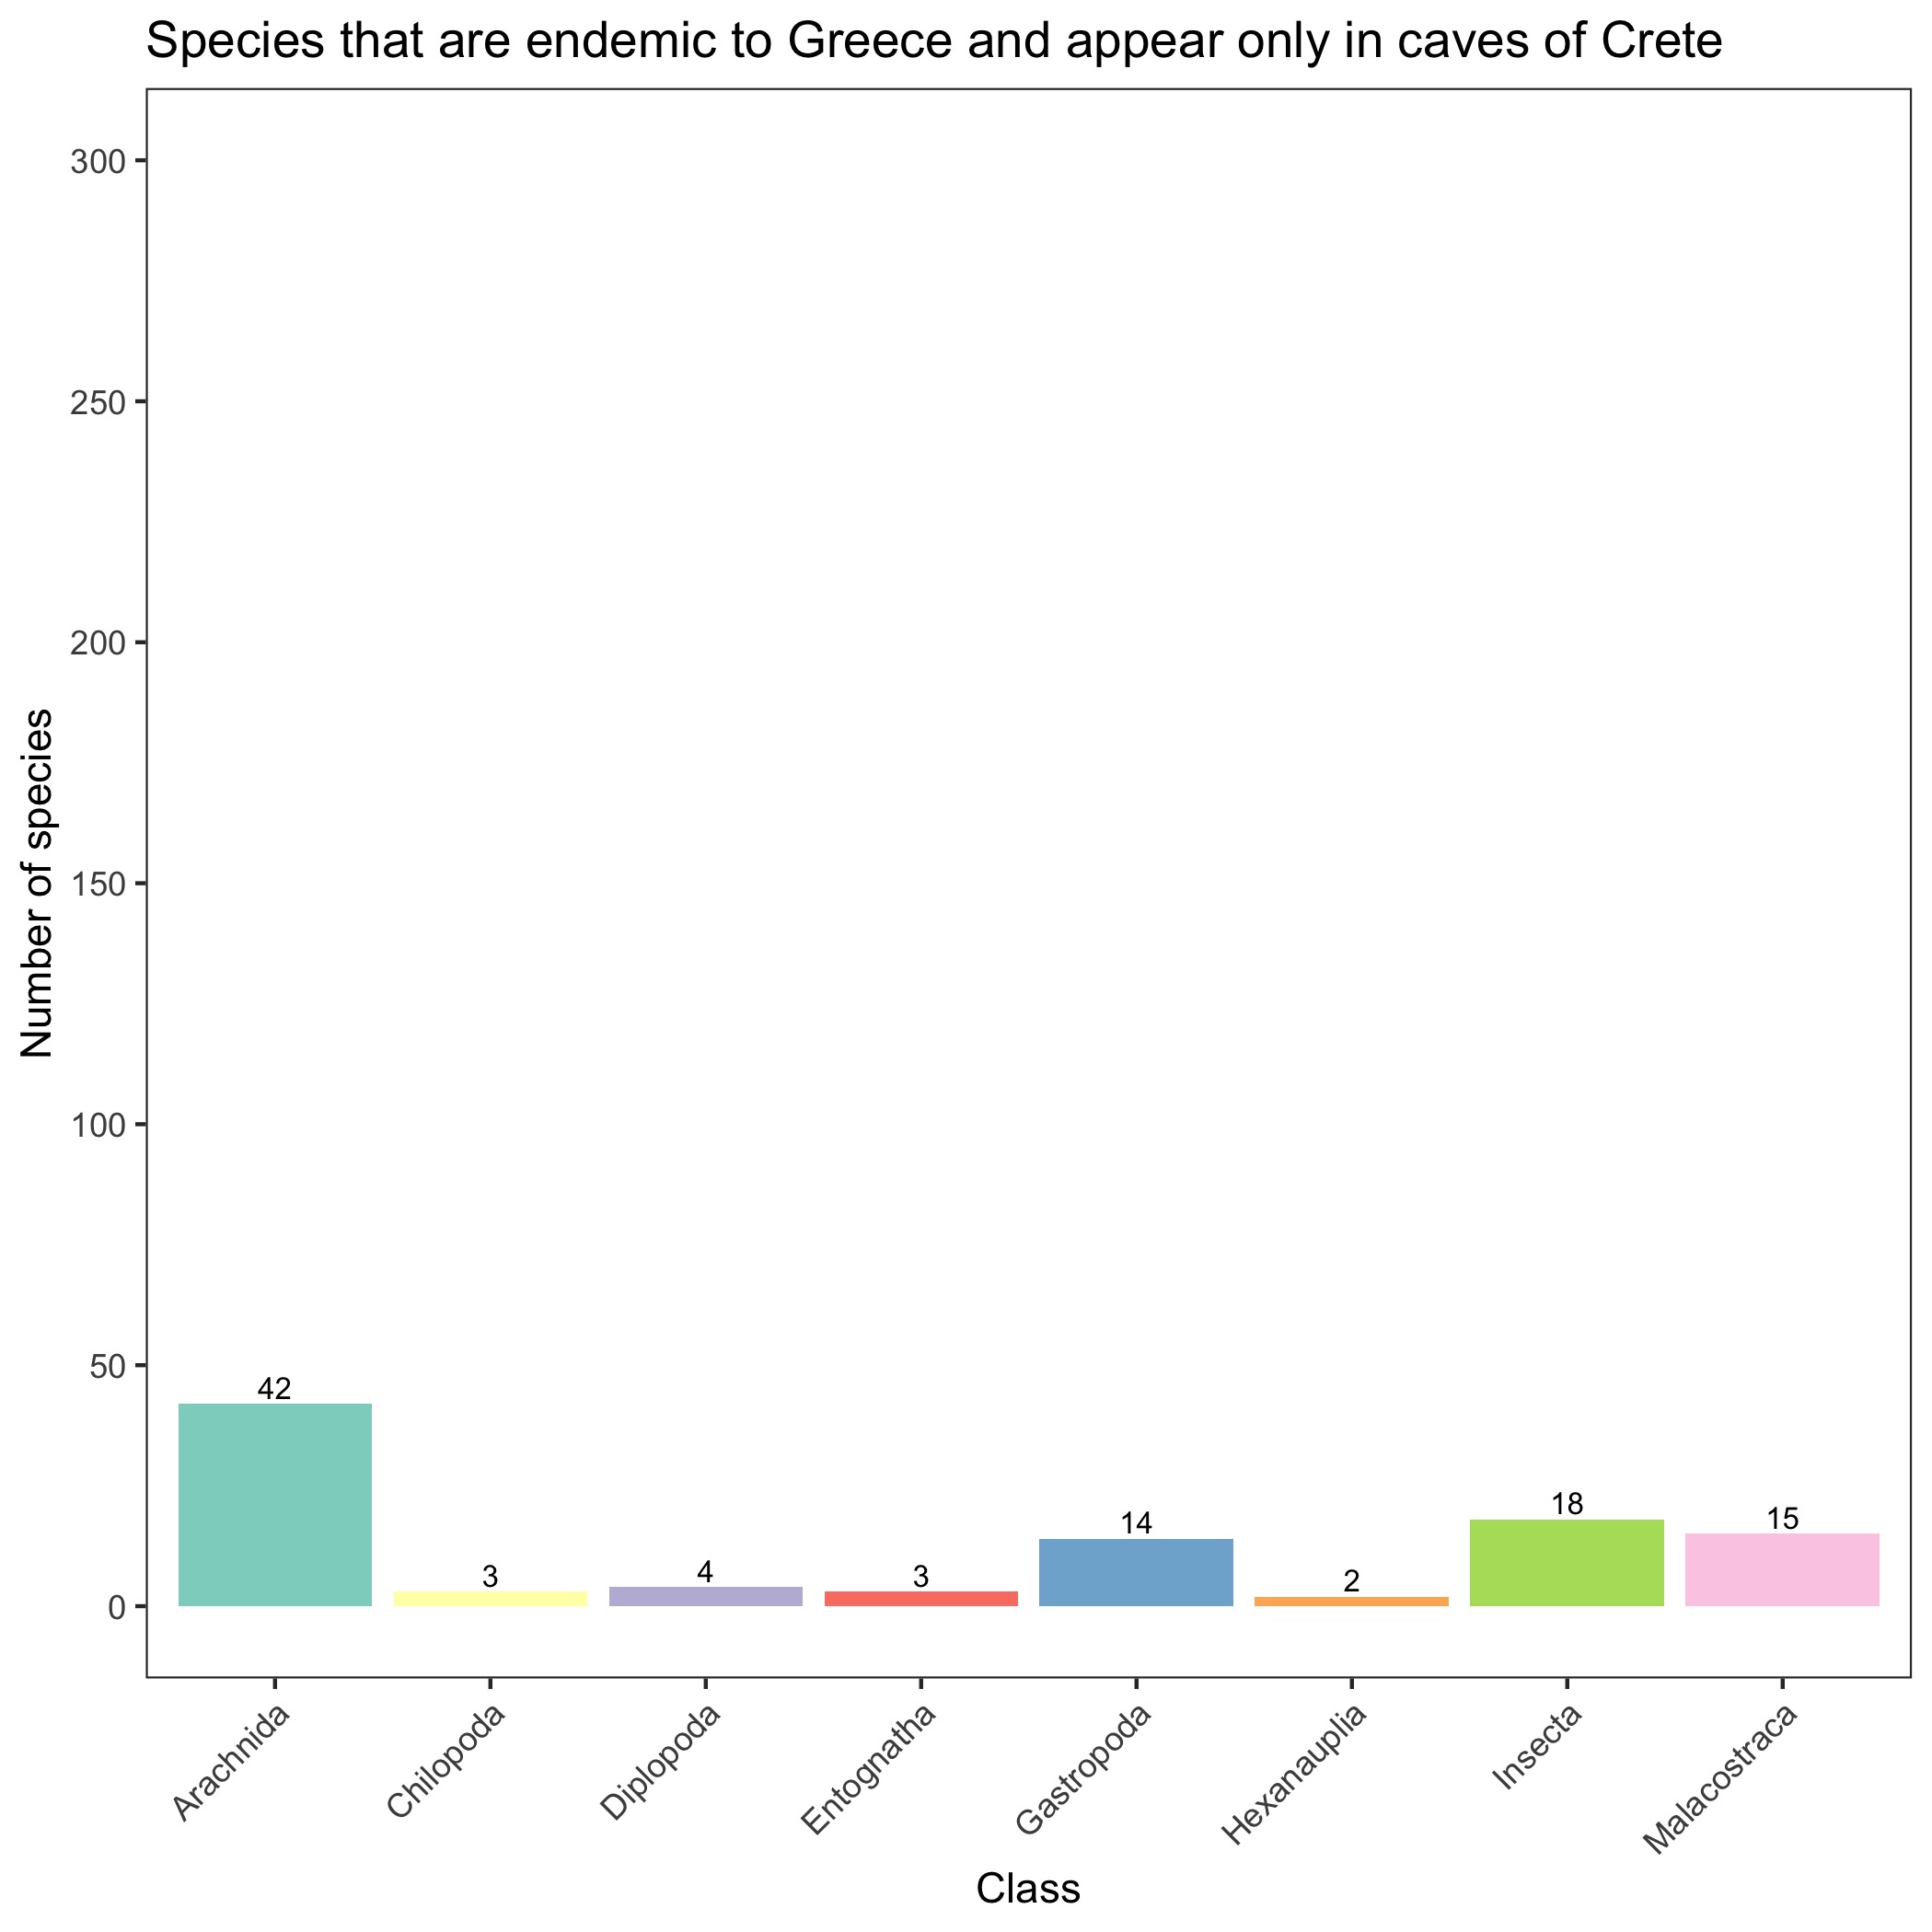 Species that are endemic to Greece and appear only in caves of Crete
Number of species
300
250
200
150
100
50
0
42
3
4
3
14
2
18
15
Arachnida
Chilopoda
Diplopoda
Entognatha
Gastropoda
Hexanauplia
Insecta
Malacostraca
Class